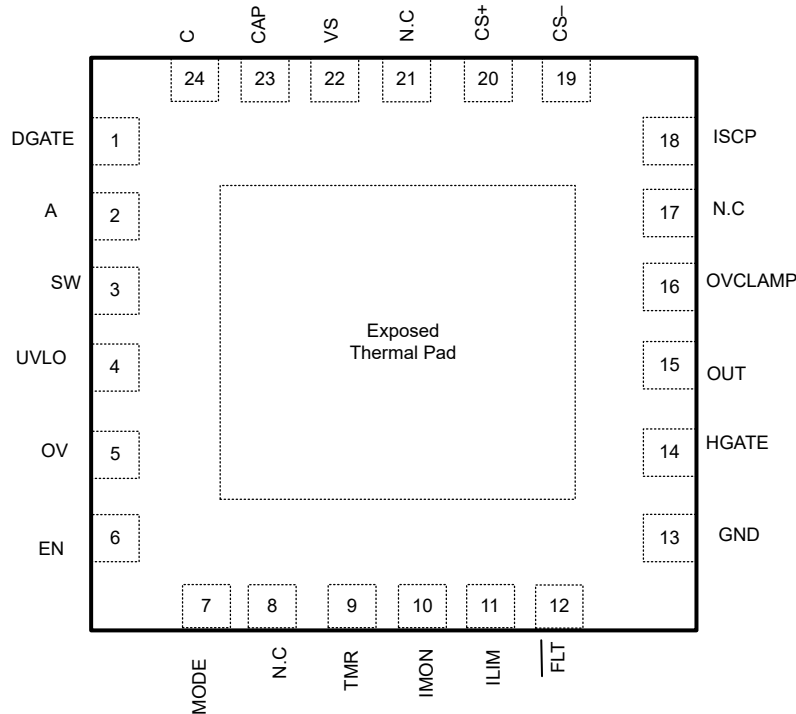 C
CAP
VS
N.C
CS+
CS–
24
23
22
21
20
19
DGATE
1
18
ISCP
A
2
17
N.C
SW
3
16
OVCLAMP
Exposed
Thermal Pad
UVLO
4
15
OUT
OV
5
14
HGATE
EN
6
13
GND
7
8
9
10
11
12
MODE
N.C
TMR
IMON
ILIM
FLT